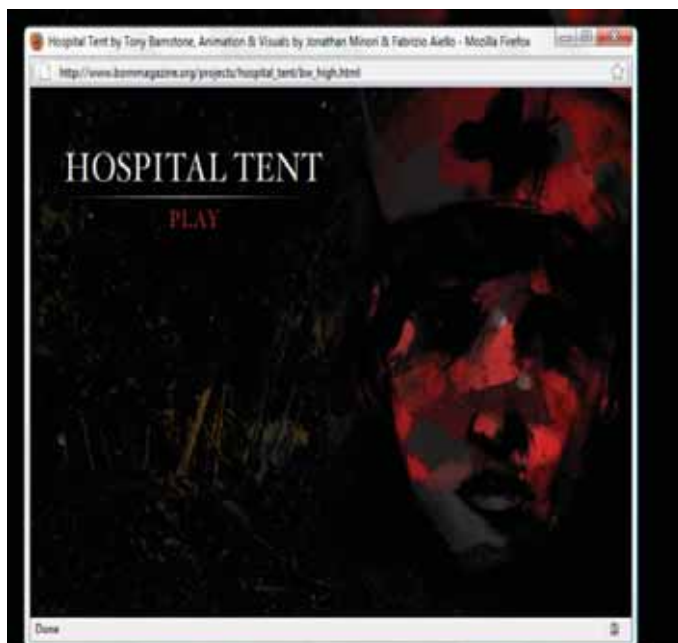 Hospital Tent by Tony Barnstone, Animation & Visuals by Jonathan Minori & Fabrizio Aiello - Mozilla Firefox
http://www.bornmagazine.org/projects/hospital_tent/bw_high.html
HOSPITAL TENT
PLAY
Done